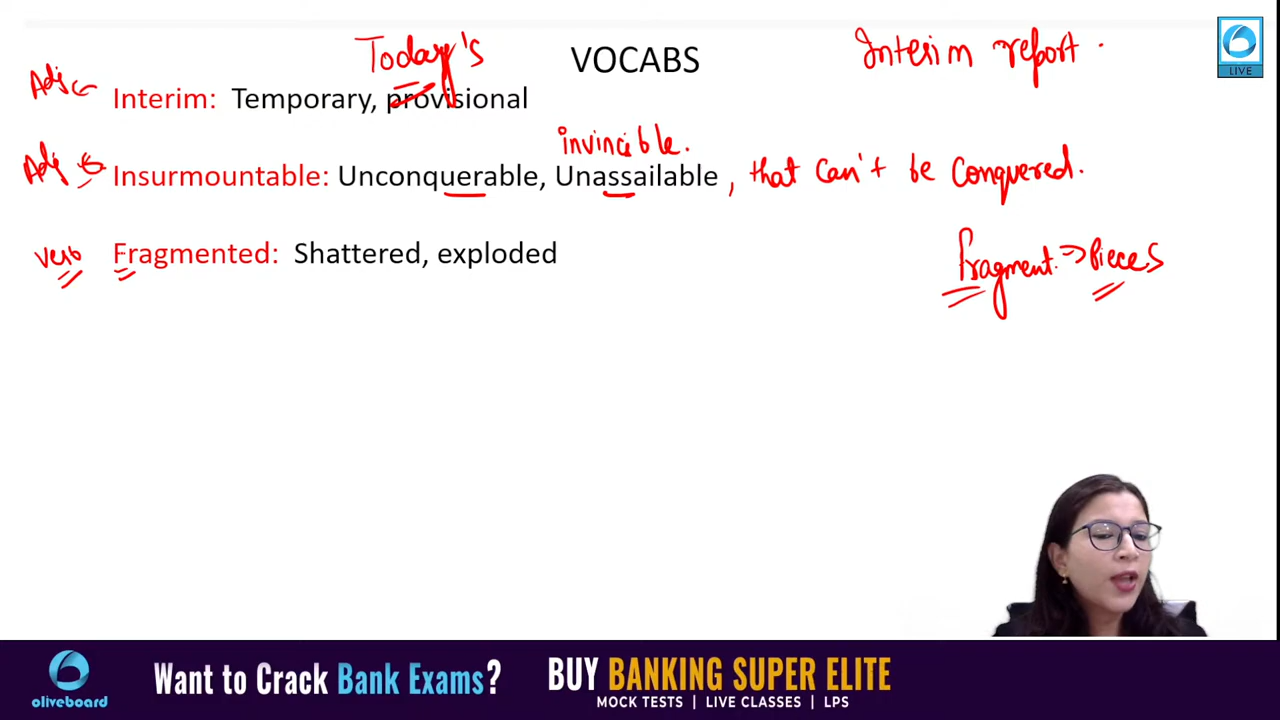 Today's VOCABS Interim report.
LIVE
Adj Interim: Temporary, provisional
invincible.
Adj Insurmountable: Unconquerable, Unassailable, that can't be conquered.
Verb Fragmented: Shattered, exploded fragment. => Pieces
oliveboard
Want to Crack Bank Exams? BUY BANKING SUPER ELITE
MOCK TESTS | LIVE CLASSES | LPS